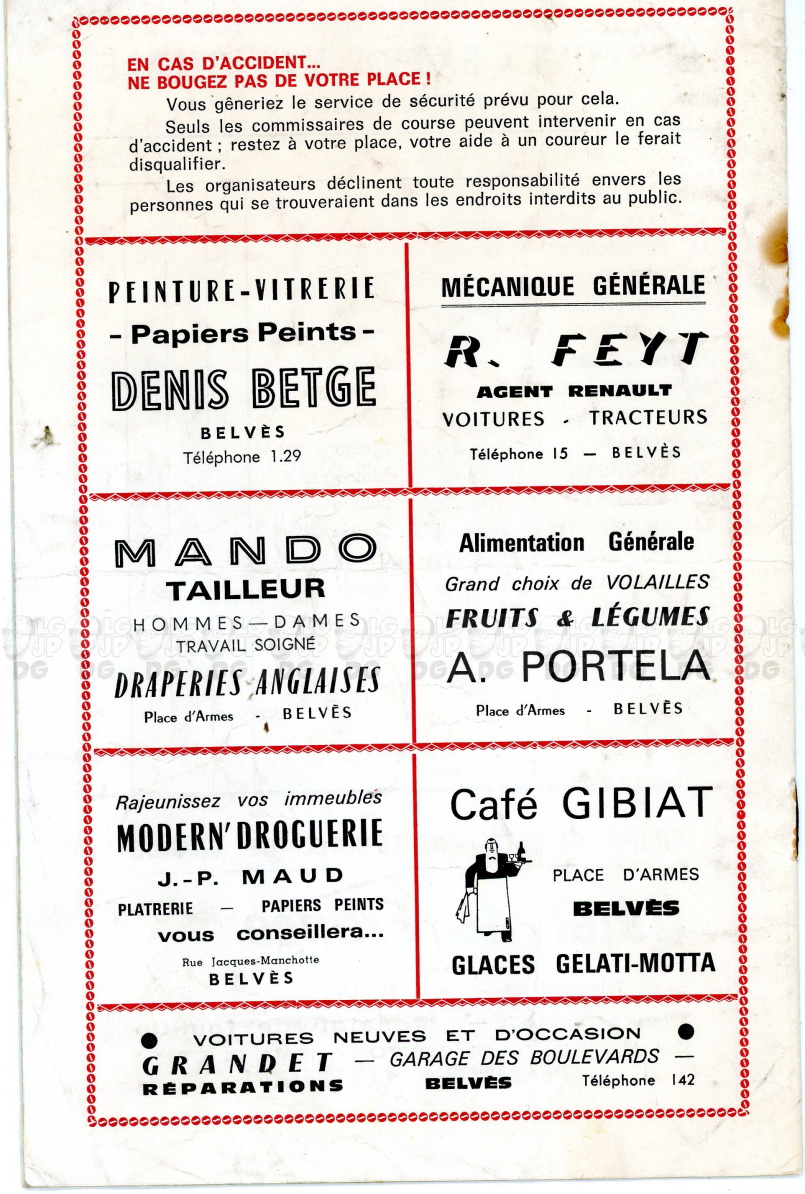 EN CAS D'ACCIDENT...
NE BOUGEZ PAS DE VOTRE PLACE !
Vous gêneriez le service de sécurité prévu pour cela.
Seuls les commissaires de course peuvent intervenir en cas
d'accident ; restez à votre place, votre aide à un coureur le ferait
disqualifier.
Les organisateurs déclinent toute responsabilité envers les
personnes qui se trouveraient dans les endroits interdits au public.
PEINTURE-VITRERIE
- Papiers Peints -
DENIS BETGE
BELVÈS
Téléphone 1.29
MÉCANIQUE GÉNÉRALE
R. FEYT
AGENT RENAULT
VOITURES - TRACTEURS
Téléphone 15 — BELVÈS
MANDO
TAILLEUR
HOMMES — DAMES
TRAVAIL SOIGNÉ
DRAPERIES ANGLAISES
Place d'Armes - BELVÈS
Alimentation Générale
Grand choix de VOLAILLES
FRUITS & LÉGUMES
A. PORTELA
Place d'Armes - BELVÈS
Rajeunissez vos immeubles
MODERN' DROGUERIE
J.-P. MAUD
PLATRERIE — PAPIERS PEINTS
vous conseillera...
Rue Jacques-Manchotte
BELVÈS
Café GIBIAT
PLACE D'ARMES
BELVÈS
GLACES GELATI-MOTTA
● VOITURES NEUVES ET D'OCCASION ●
GRANDET — GARAGE DES BOULEVARDS —
RÉPARATIONS BELVÈS Téléphone 142